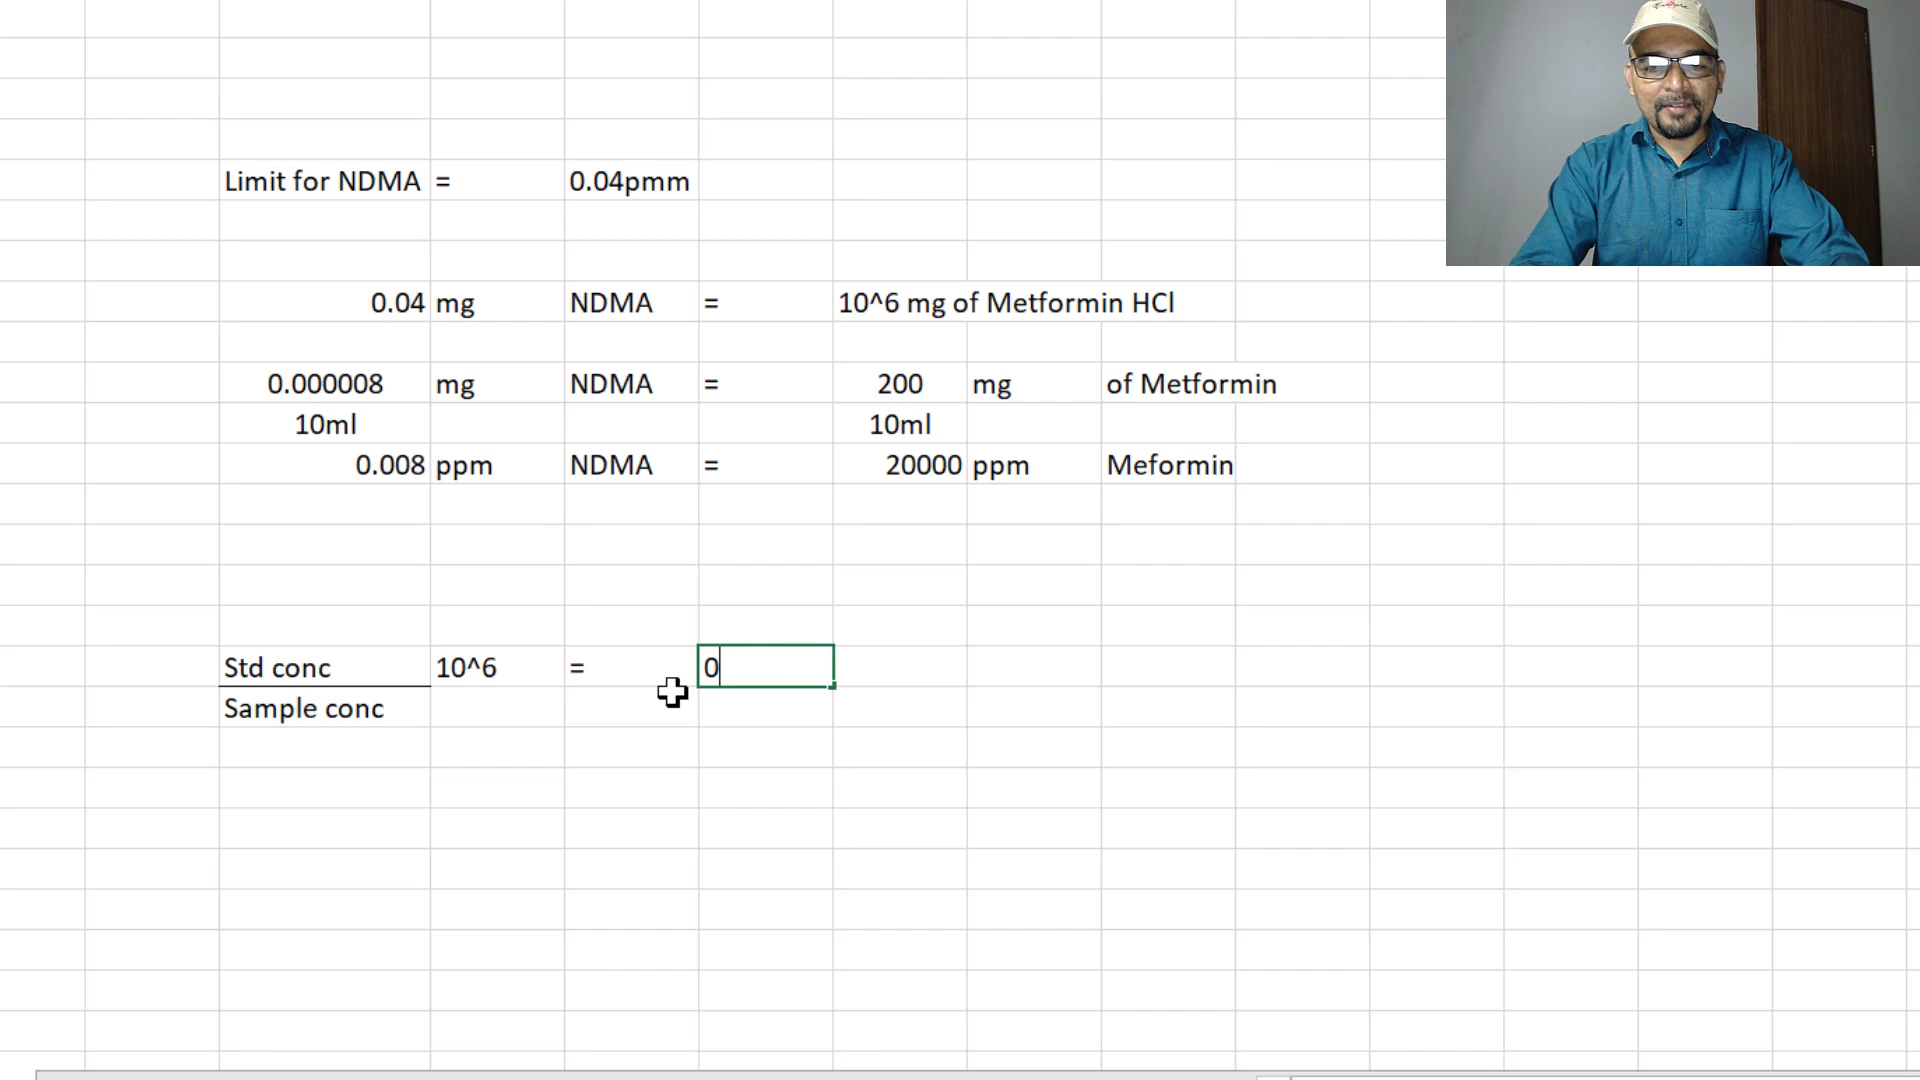 Limit for NDMA = 0.04pmm
0.04 mg NDMA = 10^6 mg of Metformin HCl
0.000008 mg NDMA = 200 mg of Metformin
10ml 10ml
0.008 ppm NDMA = 20000 ppm Meformin
Std conc 10^6 = 0
Sample conc